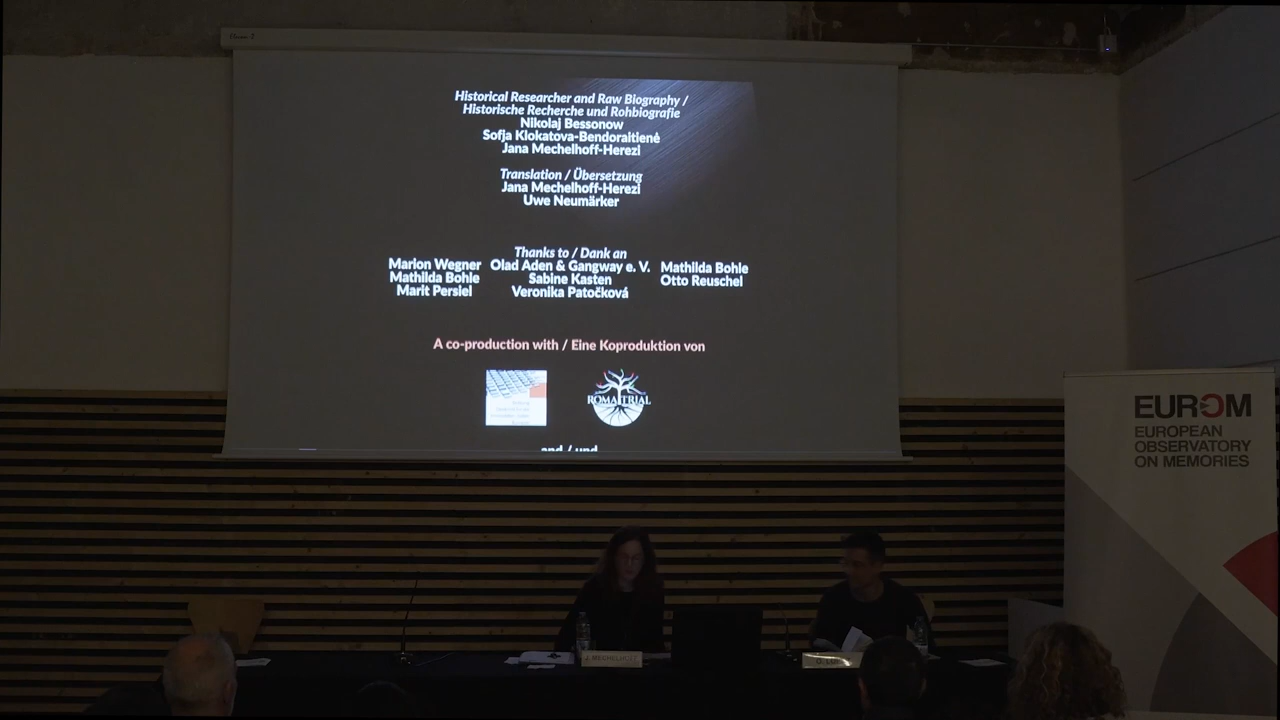 Historical Researcher and Raw Biography /
Historische Recherche und Rohbiografie
Nikolaj Bessonow
Sofja Klokatova-Bendoraitienė
Jana Mechelhoff-Herezi
Translation / Übersetzung
Jana Mechelhoff-Herezi
Uwe Neumärker
Thanks to / Dank an
Marion Wegner
Mathilda Bohle
Marit Persiel
Olad Aden & Gangway e. V.
Sabine Kasten
Veronika Patočková
Mathilda Bohle
Otto Reuschel
A co-production with / Eine Koproduktion von
ROMATRIAL
and / und
EUROM
EUROPEAN
OBSERVATORY
ON MEMORIES
J. MECHELHOFF